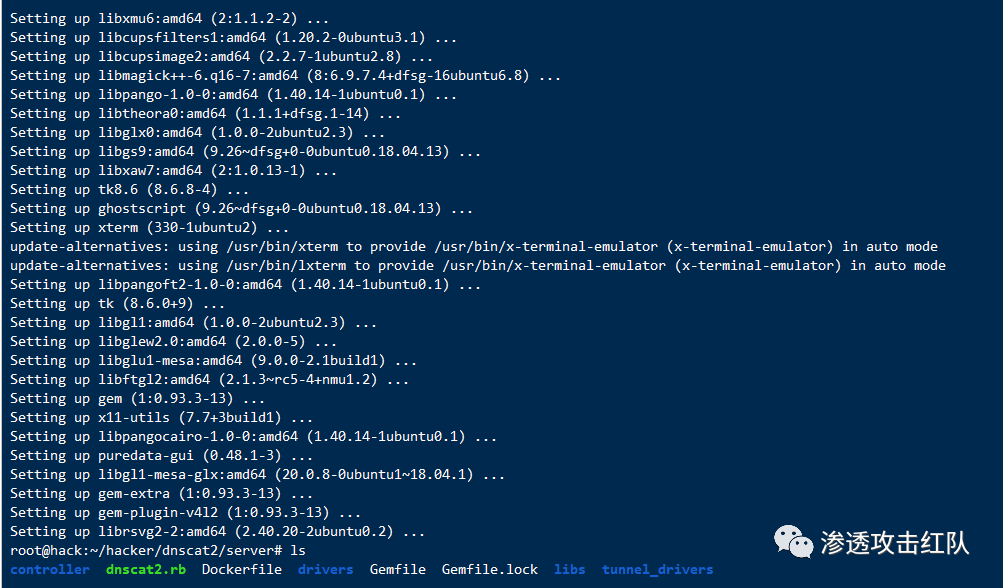 Setting up libxmu6:amd64 (2:1.1.2-2) ...
Setting up libcupsfilters1:amd64 (1.20.2-0ubuntu3.1) ...
Setting up libcupsimage2:amd64 (2.2.7-1ubuntu2.8) ...
Setting up libmagick++-6.q16-7:amd64 (8:6.9.7.4+dfsg-16ubuntu6.8) ...
Setting up libpango-1.0-0:amd64 (1.40.14-1ubuntu0.1) ...
Setting up libtheora0:amd64 (1.1.1+dfsg.1-14) ...
Setting up libglx0:amd64 (1.0.0-2ubuntu2.3) ...
Setting up libgs9:amd64 (9.26~dfsg+0-0ubuntu0.18.04.13) ...
Setting up libxaw7:amd64 (2:1.0.13-1) ...
Setting up tk8.6 (8.6.8-4) ...
Setting up ghostscript (9.26~dfsg+0-0ubuntu0.18.04.13) ...
Setting up xterm (330-1ubuntu2) ...
update-alternatives: using /usr/bin/xterm to provide /usr/bin/x-terminal-emulator (x-terminal-emulator) in auto mode
update-alternatives: using /usr/bin/lxterm to provide /usr/bin/x-terminal-emulator (x-terminal-emulator) in auto mode
Setting up libpangoft2-1.0-0:amd64 (1.40.14-1ubuntu0.1) ...
Setting up tk (8.6.0+9) ...
Setting up libgl1:amd64 (1.0.0-2ubuntu2.3) ...
Setting up libglew2.0:amd64 (2.0.0-5) ...
Setting up libglu1-mesa:amd64 (9.0.0-2.1build1) ...
Setting up libftgl2:amd64 (2.1.3~rc5-4+nmu1.2) ...
Setting up gem (1:0.93.3-13) ...
Setting up x11-utils (7.7+3build1) ...
Setting up libpangocairo-1.0-0:amd64 (1.40.14-1ubuntu0.1) ...
Setting up puredata-gui (0.48.1-3) ...
Setting up libgl1-mesa-glx:amd64 (20.0.8-0ubuntu1~18.04.1) ...
Setting up gem-extra (1:0.93.3-13) ...
Setting up gem-plugin-v4l2 (1:0.93.3-13) ...
Setting up librsvg2-2:amd64 (2.40.20-2ubuntu0.2) ...
root@hack:~/hacker/dnscat2/server# ls
controller dnscat2.rb Dockerfile drivers Gemfile Gemfile.lock libs tunnel_drivers
渗透攻击红队